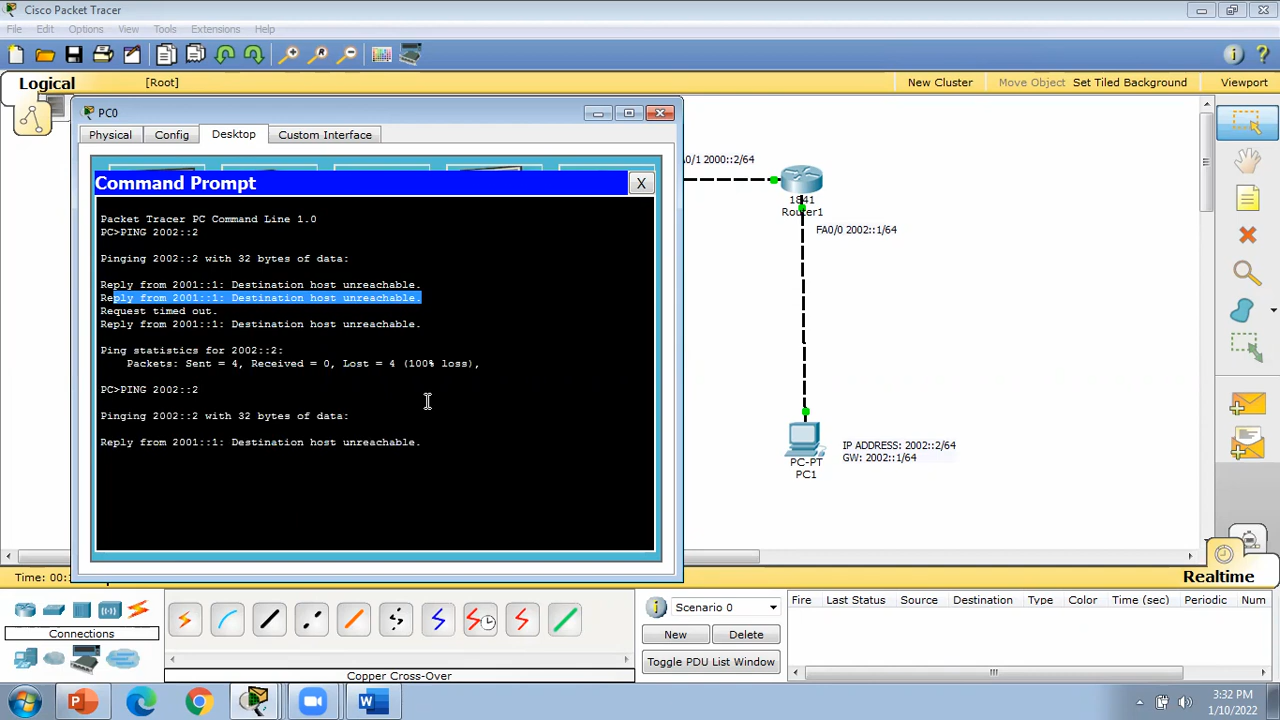 Cisco Packet Tracer
File Edit Options View Tools Extensions Help
Logical [Root] New Cluster Move Object Set Tiled Background Viewport
PC0
Physical Config Desktop Custom Interface
Command Prompt X
Packet Tracer PC Command Line 1.0
PC>PING 2002::2
Pinging 2002::2 with 32 bytes of data:
Reply from 2001::1: Destination host unreachable.
Reply from 2001::1: Destination host unreachable.
Request timed out.
Reply from 2001::1: Destination host unreachable.
Ping statistics for 2002::2:
Packets: Sent = 4, Received = 0, Lost = 4 (100% loss),
PC>PING 2002::2
Pinging 2002::2 with 32 bytes of data:
Reply from 2001::1: Destination host unreachable.
A0/1 2000::2/64
1841
Router1
FA0/0 2002::1/64
PC-PT
PC1
IP ADDRESS: 2002::2/64
GW: 2002::1/64
Time: 00:
Realtime
Connections
Copper Cross-Over
Scenario 0
New Delete
Toggle PDU List Window
Fire Last Status Source Destination Type Color Time (sec) Periodic Num
3:32 PM
1/10/2022